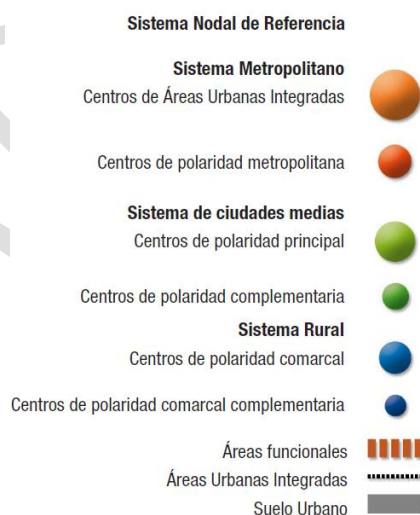 Sistema Nodal de Referencia
Sistema Metropolitano
Centros de Áreas Urbanas Integradas
Centros de polaridad metropolitana
Sistema de ciudades medias
Centros de polaridad principal
Centros de polaridad complementaria
Sistema Rural
Centros de polaridad comarcal
Centros de polaridad comarcal complementaria
Áreas funcionales
Áreas Urbanas Integradas
Suelo Urbano